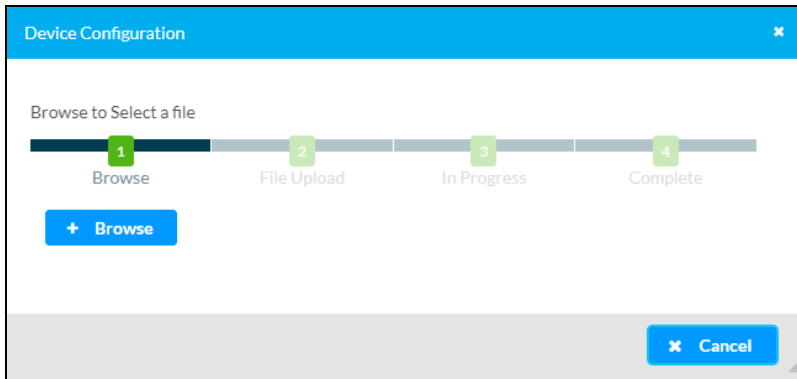 Device Configuration
Browse to Select a file
1 2 3 4
Browse File Upload In Progress Complete
+ Browse
Cancel